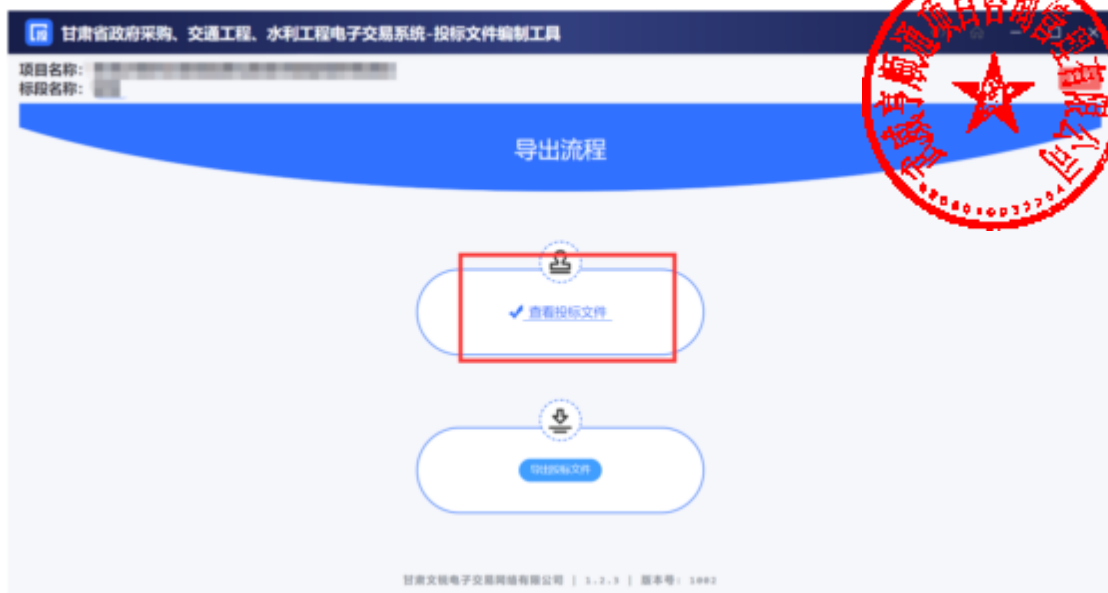 甘肃省政府采购、交通工程、水利工程电子交易系统-投标文件编制工具
项目名称：
标段名称：
导出流程
查看投标文件
导出投标文件
甘肃文锐电子交易网络有限公司 | 1.2.3 | 版本号: 1002